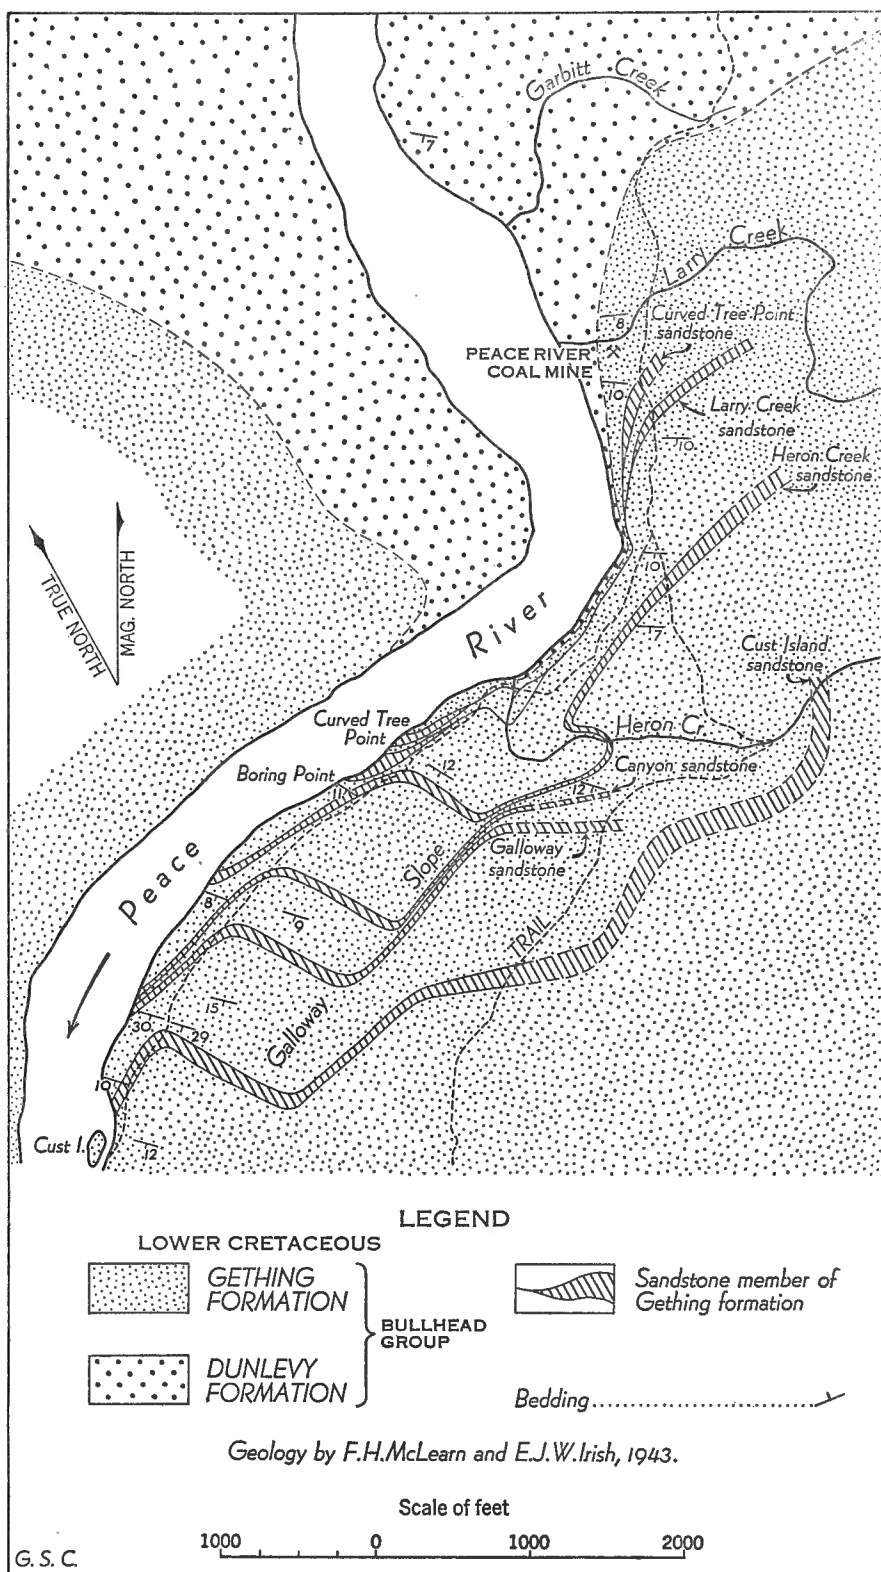 Garbitt Creek
7
Larry Creek
8
Curved Tree Point
sandstone
PEACE RIVER
COAL MINE
10
Larry Creek
sandstone
10
Heron Creek
sandstone
TRUE NORTH
MAG. NORTH
10
River
17
Cust Island
sandstone
Curved Tree
Point
Heron Cr.
Boring Point
12
11
12
Canyon sandstone
Galloway
sandstone
Peace
Slope
8
9
TRAIL
15
30
29
Galloway
10
Cust I.
12
LEGEND
LOWER CRETACEOUS
GETHING
FORMATION
DUNLEVY
FORMATION
BULLHEAD
GROUP
Sandstone member of
Gething formation
Bedding
Geology by F.H.McLearn and E.J.W.Irish, 1943.
Scale of feet
1000 0 1000 2000
G. S. C.